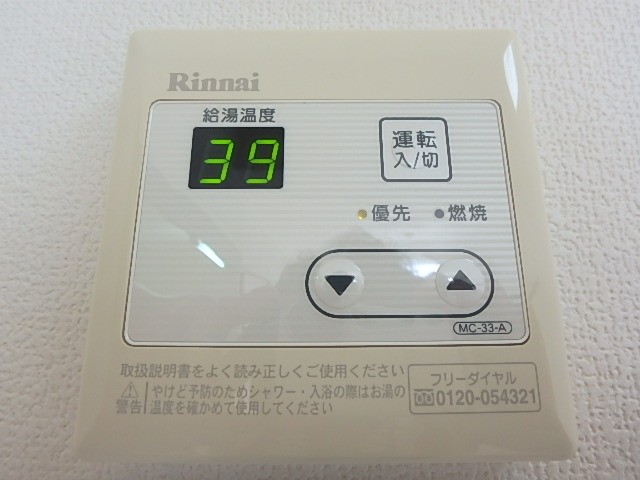 Rinnai
給湯温度
39
運転
入/切
優先 燃焼
▼ ▲
MC-33-A
取扱説明書をよく読み正しくご使用ください
警告 やけど予防のためシャワー・入浴の際はお湯の
温度を確かめて使用してください
フリーダイヤル
0120-054321